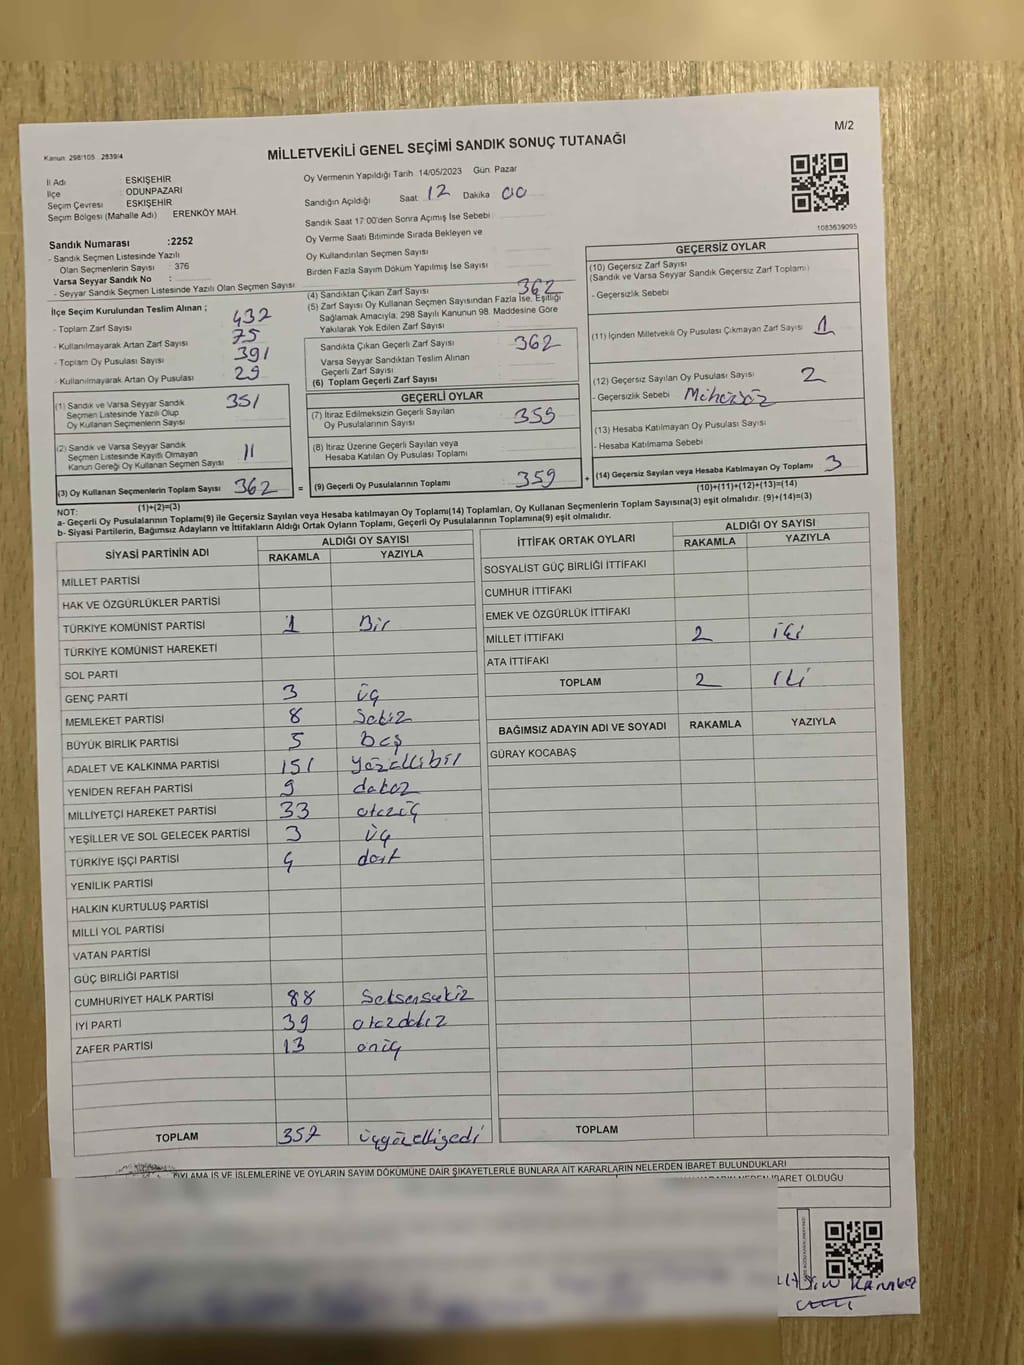 M/2
Kanun: 298/105 2839/4
MİLLETVEKİLİ GENEL SEÇİMİ SANDIK SONUÇ TUTANAĞI
İl Adı : ESKİŞEHİR
İlçe : ODUNPAZARI
Seçim Çevresi : ESKİŞEHİR
Seçim Bölgesi (Mahalle Adı) ERENKÖY MAH.
Sandık Numarası :2252
- Sandık Seçmen Listesinde Yazılı
Olan Seçmenlerin Sayısı : 376
Varsa Seyyar Sandık No :
- Seyyar Sandık Seçmen Listesinde Yazılı Olan Seçmen Sayısı
İlçe Seçim Kurulundan Teslim Alınan ;
- Toplam Zarf Sayısı 432
- Kullanılmayarak Artan Zarf Sayısı 75
- Toplam Oy Pusulası Sayısı 391
- Kullanılmayarak Artan Oy Pusulası 29
(1) Sandık ve Varsa Seyyar Sandık
Seçmen Listesinde Yazılı Olup
Oy Kullanan Seçmenlerin Sayısı 351
(2) Sandık ve Varsa Seyyar Sandık
Seçmen Listesinde Kayıtlı Olmayan
Kanun Gereği Oy Kullanan Seçmen Sayısı 11
(3) Oy Kullanan Seçmenlerin Toplam Sayısı 362 =
(1)+(2)=(3)
Oy Vermenin Yapıldığı Tarih 14/05/2023 Gün: Pazar
Sandığın Açıldığı Saat 12 Dakika 00
Sandık Saat 17:00'den Sonra Açımış İse Sebebi
Oy Verme Saati Bitiminde Sırada Bekleyen ve
Oy Kullandırılan Seçmen Sayısı
Birden Fazla Sayım Döküm Yapılmış İse Sayısı
(4) Sandıktan Çıkan Zarf Sayısı 362
(5) Zarf Sayısı Oy Kullanan Seçmen Sayısından Fazla İse, Eşitliği
Sağlamak Amacıyla, 298 Sayılı Kanunun 98. Maddesine Göre
Yakılarak Yok Edilen Zarf Sayısı
Sandıkta Çıkan Geçerli Zarf Sayısı 362
Varsa Seyyar Sandıktan Teslim Alınan
Geçerli Zarf Sayısı
(6) Toplam Geçerli Zarf Sayısı
GEÇERLİ OYLAR
(7) İtiraz Edilmeksizin Geçerli Sayılan
Oy Pusulalarının Sayısı 359
(8) İtiraz Üzerine Geçerli Sayılan veya
Hesaba Katılan Oy Pusulası Toplamı
(9) Geçerli Oy Pusulalarının Toplamı 359 +
1083639095
GEÇERSİZ OYLAR
(10) Geçersiz Zarf Sayısı
(Sandık ve Varsa Seyyar Sandık Geçersiz Zarf Toplamı)
- Geçersizlik Sebebi
(11) İçinden Milletvekili Oy Pusulası Çıkmayan Zarf Sayısı 1
(12) Geçersiz Sayılan Oy Pusulası Sayısı 2
- Geçersizlik Sebebi Mühürsüz
(13) Hesaba Katılmayan Oy Pusulası Sayısı
- Hesaba Katılmama Sebebi
(14) Geçersiz Sayılan veya Hesaba Katılmayan Oy Toplamı 3
(10)+(11)+(12)+(13)=(14)
NOT:
a- Geçerli Oy Pusulalarının Toplamı(9) ile Geçersiz Sayılan veya Hesaba katılmayan Oy Toplamı(14) Toplamları, Oy Kullanan Seçmenlerin Toplam Sayısına(3) eşit olmalıdır. (9)+(14)=(3)
b- Siyasi Partilerin, Bağımsız Adayların ve İttifakların Aldığı Ortak Oyların Toplamı, Geçerli Oy Pusulalarının Toplamına(9) eşit olmalıdır.
SİYASİ PARTİNİN ADI ALDIĞI OY SAYISI
RAKAMLA YAZIYLA
MİLLET PARTİSİ
HAK VE ÖZGÜRLÜKLER PARTİSİ
TÜRKİYE KOMÜNİST PARTİSİ 1 Bir
TÜRKİYE KOMÜNİST HAREKETİ
SOL PARTİ
GENÇ PARTİ 3 üç
MEMLEKET PARTİSİ 8 Sekiz
BÜYÜK BİRLİK PARTİSİ 5 beş
ADALET VE KALKINMA PARTİSİ 151 Yüzellibir
YENİDEN REFAH PARTİSİ 9 dokuz
MİLLİYETÇİ HAREKET PARTİSİ 33 otuzüç
YEŞİLLER VE SOL GELECEK PARTİSİ 3 üç
TÜRKİYE İŞÇİ PARTİSİ 4 dört
YENİLİK PARTİSİ
HALKIN KURTULUŞ PARTİSİ
MİLLİ YOL PARTİSİ
VATAN PARTİSİ
GÜÇ BİRLİĞİ PARTİSİ
CUMHURİYET HALK PARTİSİ 88 Seksensekiz
İYİ PARTİ 39 otuzdokuz
ZAFER PARTİSİ 13 onüç
TOPLAM 357 üçyüzelliyedi
İTTİFAK ORTAK OYLARI ALDIĞI OY SAYISI
RAKAMLA YAZIYLA
SOSYALİST GÜÇ BİRLİĞİ İTTİFAKI
CUMHUR İTTİFAKI
EMEK VE ÖZGÜRLÜK İTTİFAKI
MİLLET İTTİFAKI 2 iki
ATA İTTİFAKI
TOPLAM 2 iki
BAĞIMSIZ ADAYIN ADI VE SOYADI RAKAMLA YAZIYLA
GÜRAY KOCABAŞ
TOPLAM
OYLAMA İŞ VE İŞLEMLERİNE VE OYLARIN SAYIM DÖKÜMÜNE DAİR ŞİKAYETLERLE BUNLARA AİT KARARLARIN NELERDEN İBARET BULUNDUKLARI
İBARET OLDUĞU